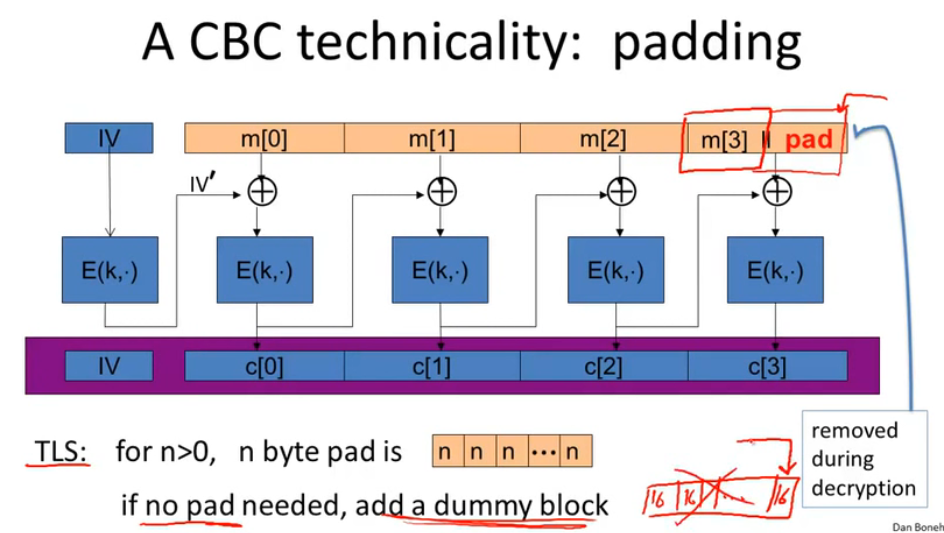 A CBC technicality: padding
IV m[0] m[1] m[2] m[3] ll pad
IV′ ⊕ ⊕ ⊕ ⊕
E(k,·) E(k,·) E(k,·) E(k,·) E(k,·)
IV c[0] c[1] c[2] c[3]
TLS: for n>0, n byte pad is n n n ⋯ n
if no pad needed, add a dummy block
16 16 ... 16
removed
during
decryption
Dan Boneh